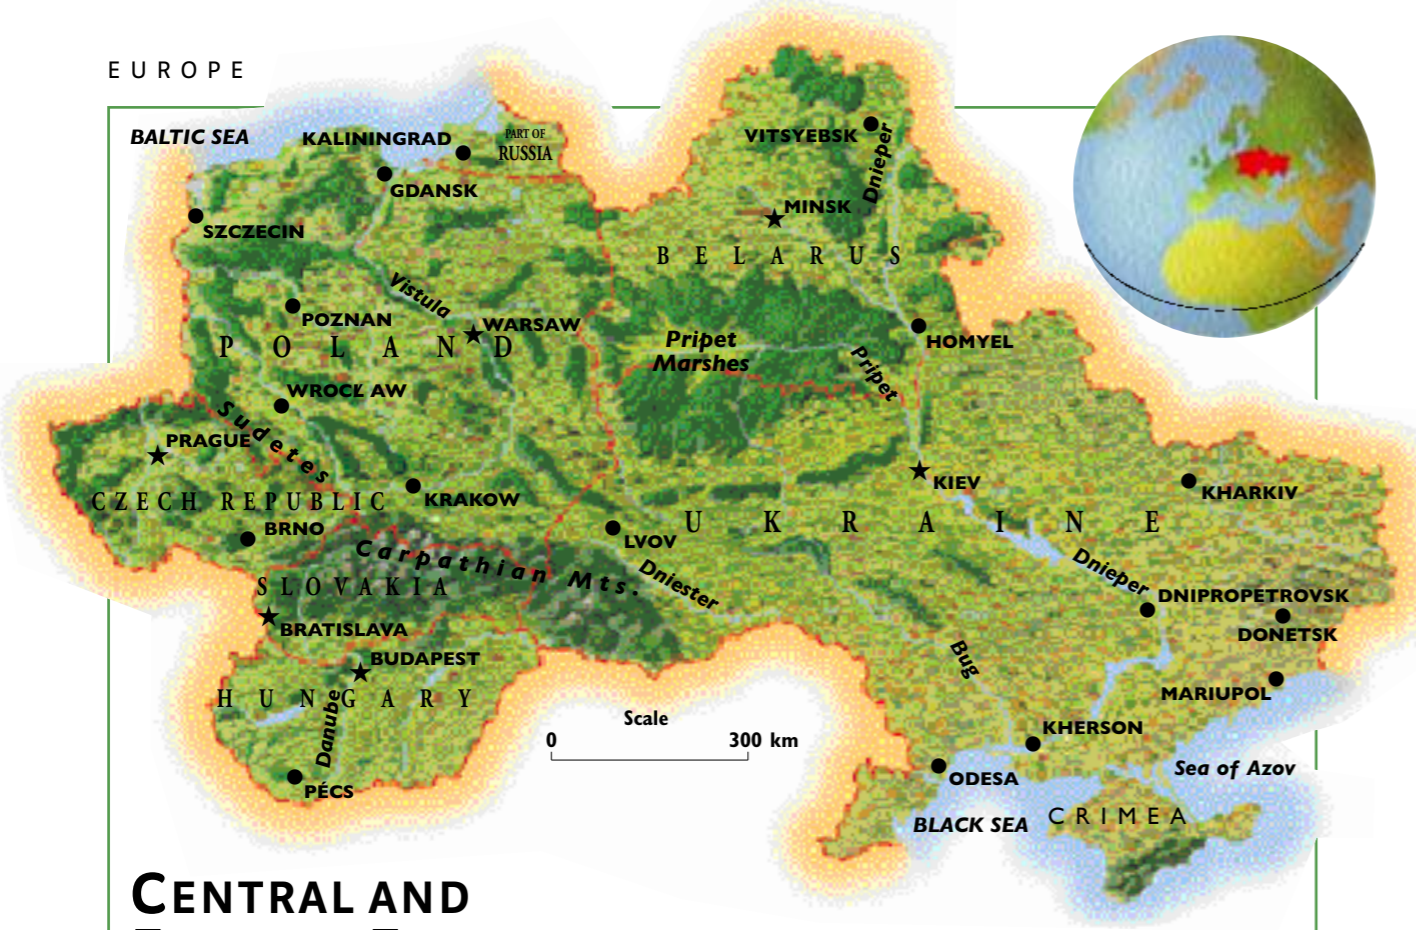 EUROPE
BALTIC SEA
KALININGRAD
PART OF
RUSSIA
GDANSK
SZCZECIN
VITSYEBSK
Dnieper
MINSK
BELARUS
Vistula
POZNAN
WARSAW
POLAND
Pripet
Marshes
Pripet
HOMYEL
WROCŁAW
Sudetes
PRAGUE
CZECH REPUBLIC
KRAKOW
BRNO
KIEV
KHARKIV
UKRAINE
LVOV
Carpathian Mts.
Dniester
Dnieper
SLOVAKIA
BRATISLAVA
DNIPROPETROVSK
DONETSK
BUDAPEST
HUNGARY
Danube
Bug
MARIUPOL
Scale
0 300 km
KHERSON
PÉCS
ODESA
Sea of Azov
BLACK SEA
CRIMEA
CENTRAL AND